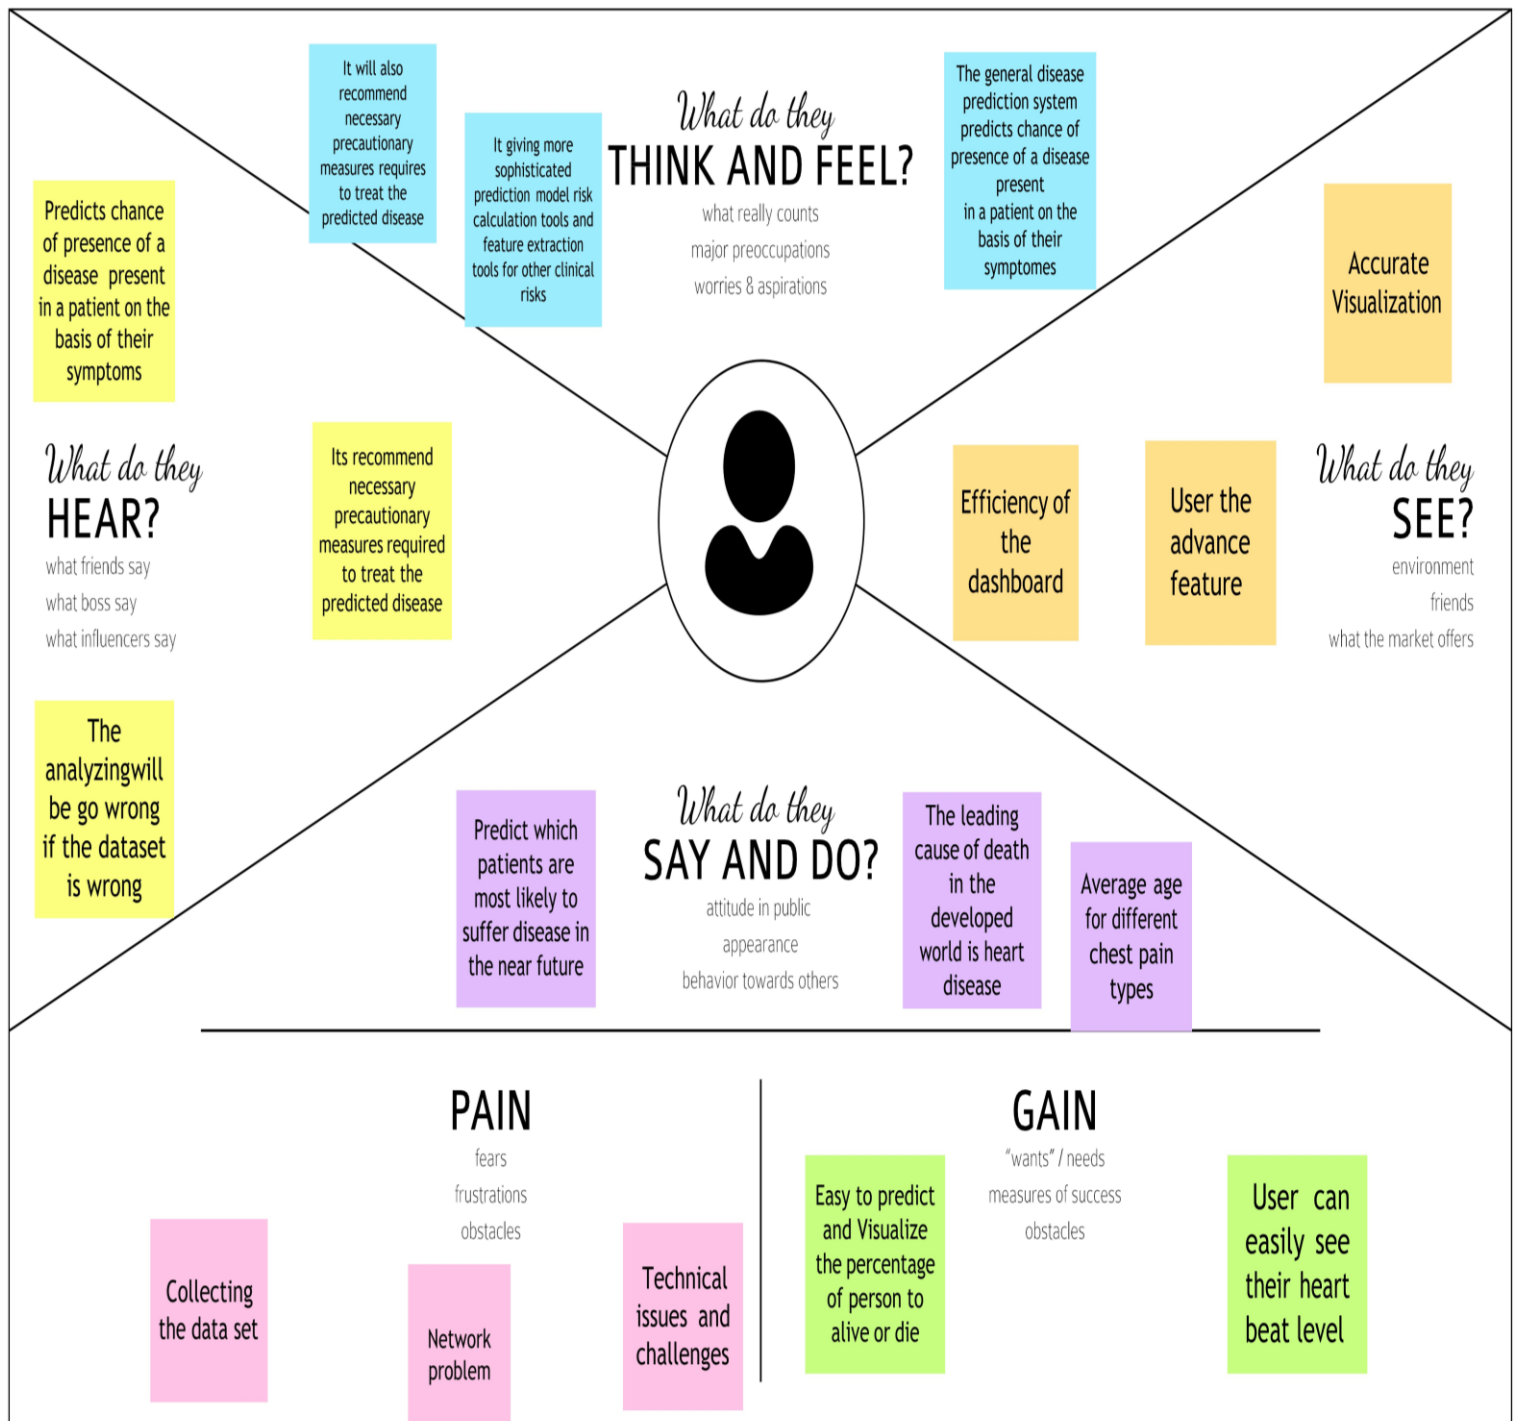 It will also
recommend
necessary
precautionary
measures requires
to treat the
predicted disease
It giving more
sophisticated
prediction model risk
calculation tools and
feature extraction
tools for other clinical
risks
What do they
THINK AND FEEL?
what really counts
major preoccupations
worries & aspirations
The general disease
prediction system
predicts chance of
presence of a disease
present
in a patient on the
basis of their
symptomes
Predicts chance
of presence of a
disease present
in a patient on the
basis of their
symptoms
What do they
HEAR?
what friends say
what boss say
what influencers say
Its recommend
necessary
precautionary
measures required
to treat the
predicted disease
The
analyzingwill
be go wrong
if the dataset
is wrong
Accurate
Visualization
Efficiency of
the
dashboard
User the
advance
feature
What do they
SEE?
environment
friends
what the market offers
Predict which
patients are
most likely to
suffer disease in
the near future
What do they
SAY AND DO?
attitude in public
appearance
behavior towards others
The leading
cause of death
in the
developed
world is heart
disease
Average age
for different
chest pain
types
PAIN
fears
frustrations
obstacles
Collecting
the data set
Network
problem
Technical
issues and
challenges
GAIN
"wants" / needs
measures of success
obstacles
Easy to predict
and Visualize
the percentage
of person to
alive or die
User can
easily see
their heart
beat level